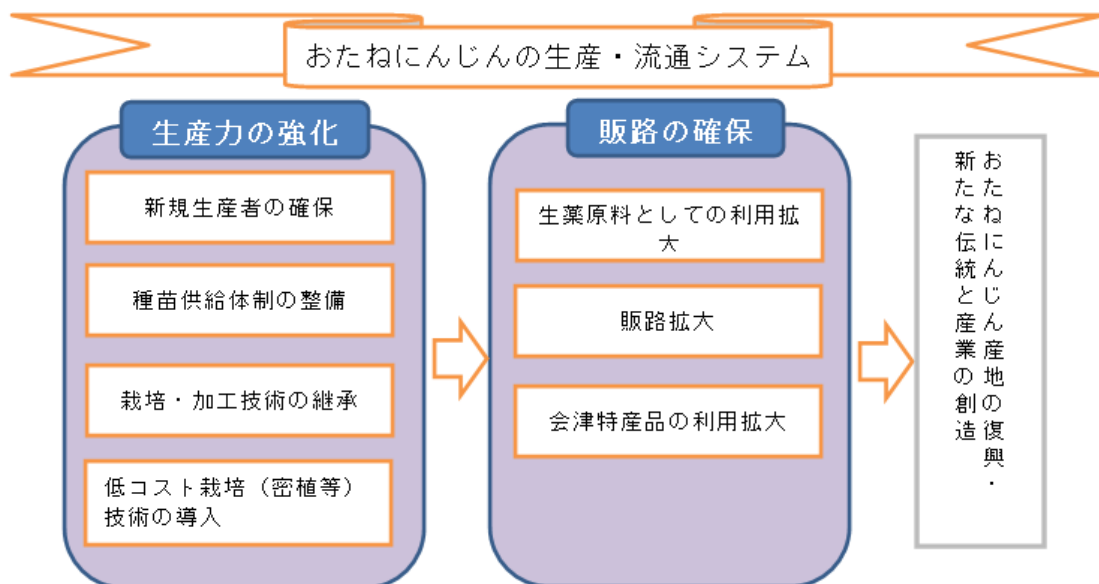 おたねにんじんの生産・流通システム
生産力の強化
新規生産者の確保
種苗供給体制の整備
栽培・加工技術の継承
低コスト栽培（密植等）
技術の導入
販路の確保
生薬原料としての利用拡
大
販路拡大
会津特産品の利用拡大
おたねにんじん産地の復興・
新たな伝統と産業の創造